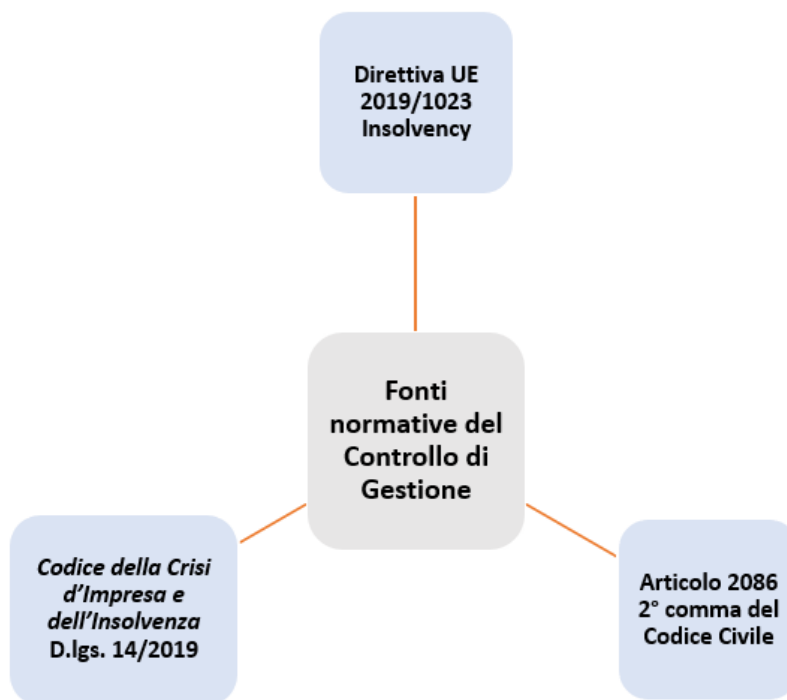 Direttiva UE
2019/1023
Insolvency
Fonti
normative del
Controllo di
Gestione
Codice della Crisi
d’Impresa e
dell’Insolvenza
D.lgs. 14/2019
Articolo 2086
2° comma del
Codice Civile